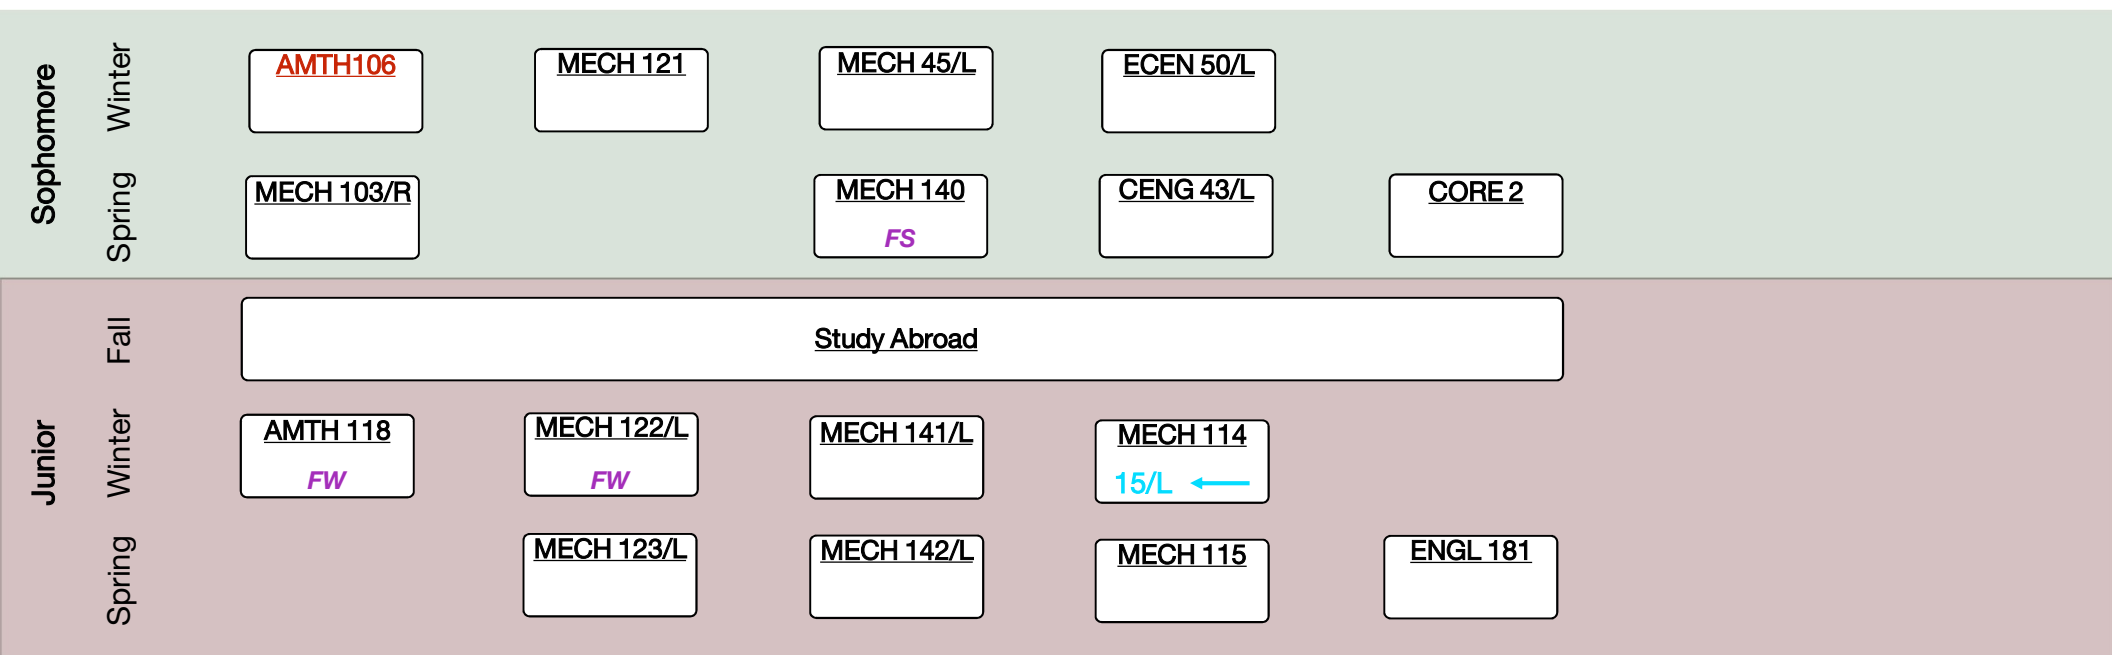 Sophomore
Winter
AMTH106
MECH 121
MECH 45/L
ECEN 50/L
Spring
MECH 103/R
MECH 140
FS
CENG 43/L
CORE 2
Junior
Fall
Study Abroad
Winter
AMTH 118
FW
MECH 122/L
FW
MECH 141/L
MECH 114
15/L
Spring
MECH 123/L
MECH 142/L
MECH 115
ENGL 181